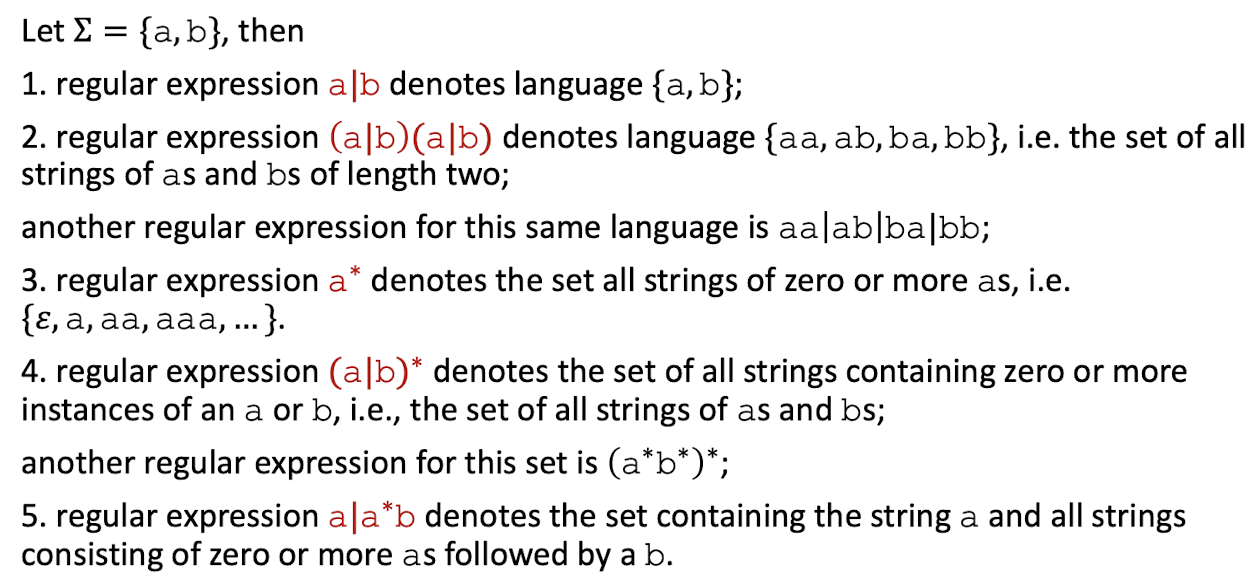 Let Σ = {a, b}, then
1. regular expression a|b denotes language {a, b};
2. regular expression (a|b)(a|b) denotes language {aa, ab, ba, bb}, i.e. the set of all
strings of as and bs of length two;
another regular expression for this same language is aa|ab|ba|bb;
3. regular expression a* denotes the set all strings of zero or more as, i.e.
{ε, a, aa, aaa, ... }.
4. regular expression (a|b)* denotes the set of all strings containing zero or more
instances of an a or b, i.e., the set of all strings of as and bs;
another regular expression for this set is (a*b*)*;
5. regular expression a|a*b denotes the set containing the string a and all strings
consisting of zero or more as followed by a b.